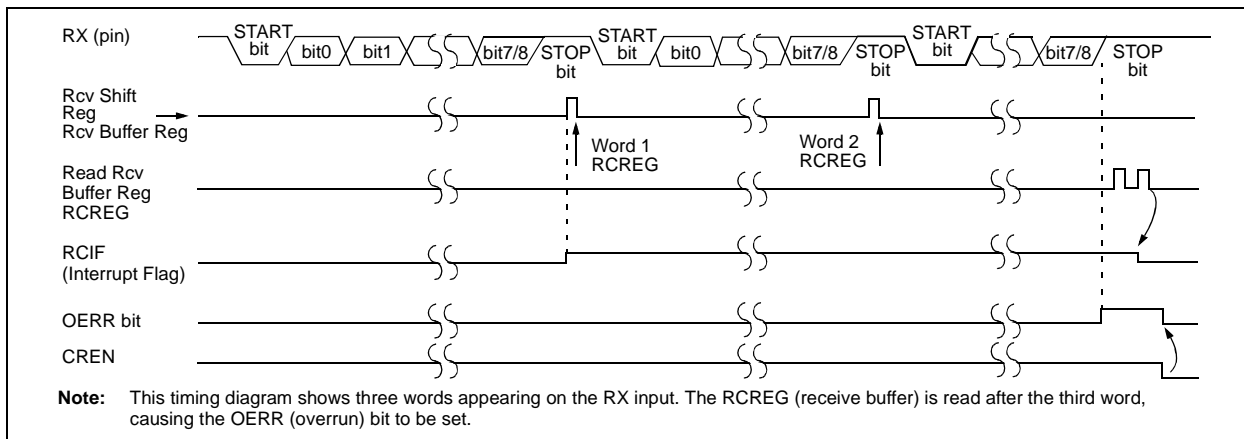 RX (pin)
START
bit
bit0
bit1
bit7/8
STOP
bit
START
bit
bit0
bit7/8
STOP
bit
START
bit
bit7/8
STOP
bit
Rcv Shift
Reg
Rcv Buffer Reg
Word 1
RCREG
Word 2
RCREG
Read Rcv
Buffer Reg
RCREG
RCIF
(Interrupt Flag)
OERR bit
CREN
Note: This timing diagram shows three words appearing on the RX input. The RCREG (receive buffer) is read after the third word,
causing the OERR (overrun) bit to be set.